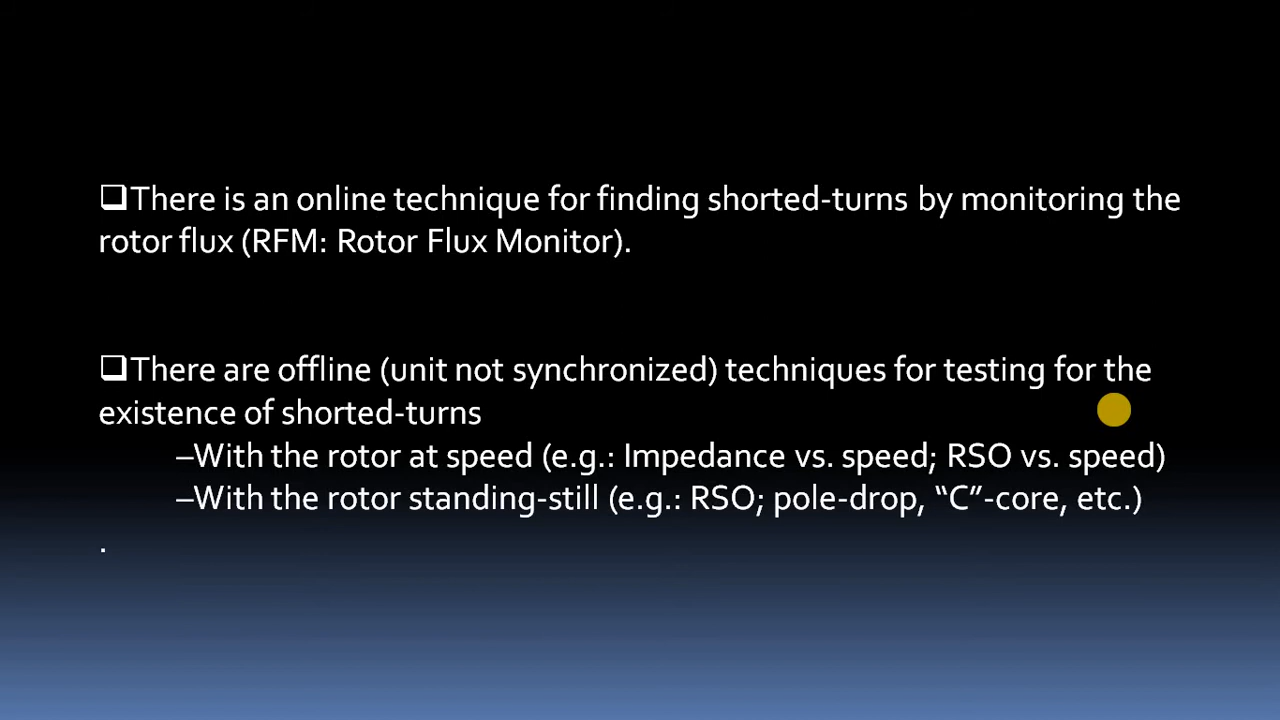 ❑There is an online technique for finding shorted-turns by monitoring the
rotor flux (RFM: Rotor Flux Monitor).
❑There are offline (unit not synchronized) techniques for testing for the
existence of shorted-turns
–With the rotor at speed (e.g.: Impedance vs. speed; RSO vs. speed)
–With the rotor standing-still (e.g.: RSO; pole-drop, “C”-core, etc.)
.